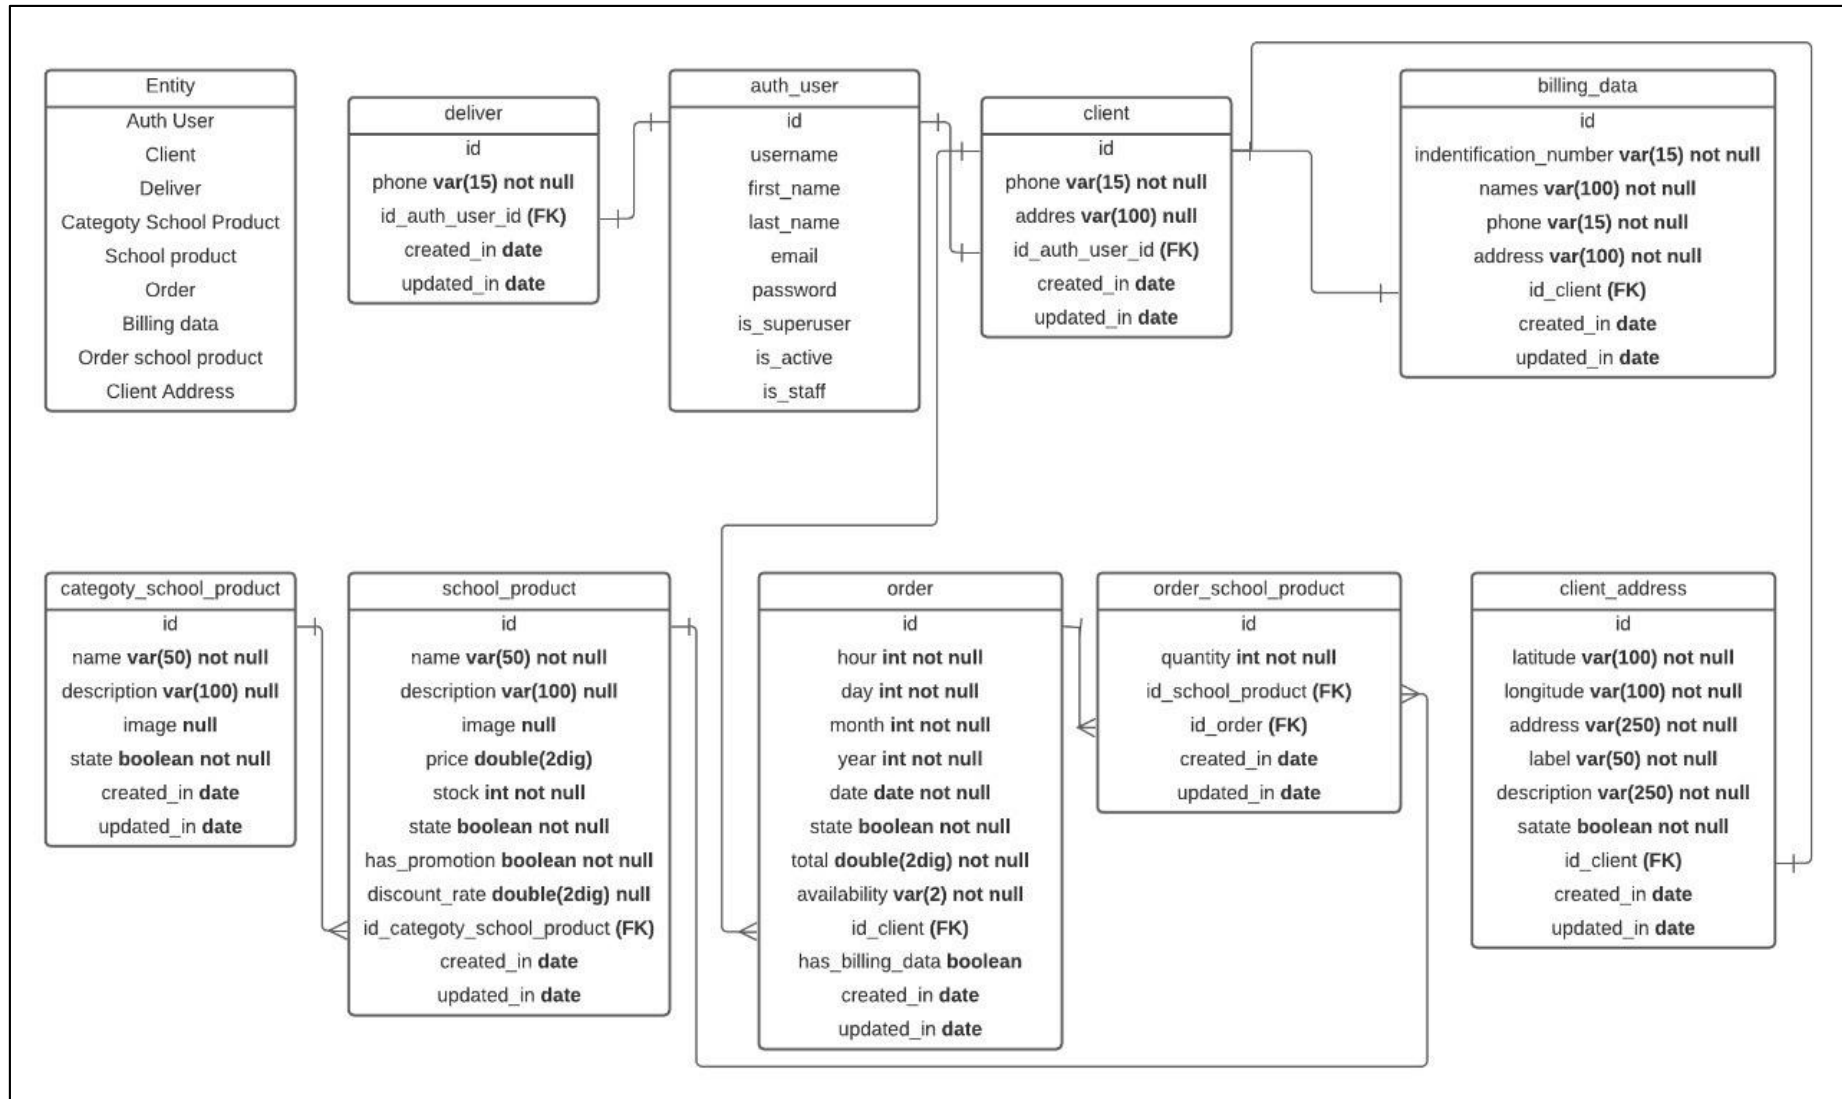 Entity
Auth User
Client
Deliver
Categoty School Product
School product
Order
Billing data
Order school product
Client Address
deliver
id
phone var(15) not null
id_auth_user_id (FK)
created_in date
updated_in date
auth_user
id
username
first_name
last_name
email
password
is_superuser
is_active
is_staff
client
id
phone var(15) not null
addres var(100) null
id_auth_user_id (FK)
created_in date
updated_in date
billing_data
id
indentification_number var(15) not null
names var(100) not null
phone var(15) not null
address var(100) not null
id_client (FK)
created_in date
updated_in date
categoty_school_product
id
name var(50) not null
description var(100) null
image null
state boolean not null
created_in date
updated_in date
school_product
id
name var(50) not null
description var(100) null
image null
price double(2dig)
stock int not null
state boolean not null
has_promotion boolean not null
discount_rate double(2dig) null
id_categoty_school_product (FK)
created_in date
updated_in date
order
id
hour int not null
day int not null
month int not null
year int not null
date date not null
state boolean not null
total double(2dig) not null
availability var(2) not null
id_client (FK)
has_billing_data boolean
created_in date
updated_in date
order_school_product
id
quantity int not null
id_school_product (FK)
id_order (FK)
created_in date
updated_in date
client_address
id
latitude var(100) not null
longitude var(100) not null
address var(250) not null
label var(50) not null
description var(250) not null
satate boolean not null
id_client (FK)
created_in date
updated_in date